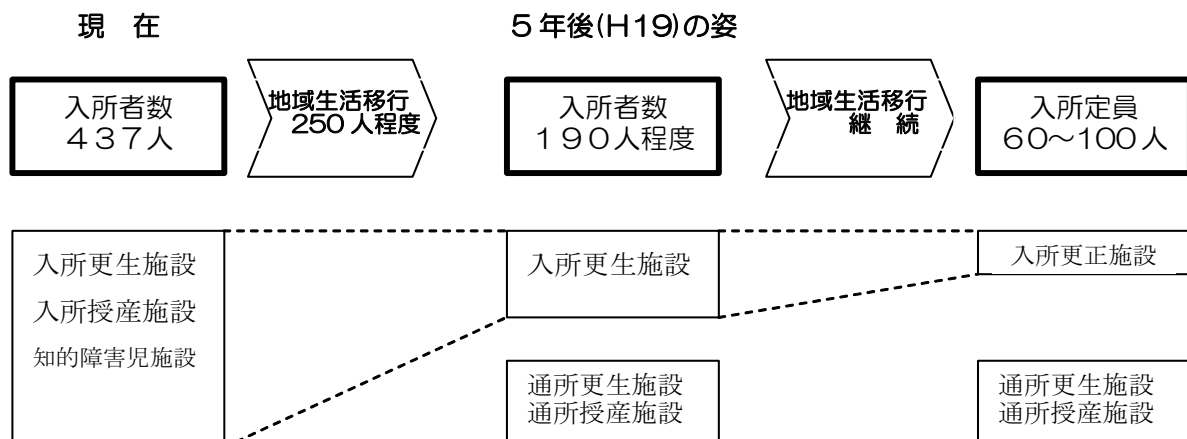 現 在
５年後(H19)の姿
入所者数
４３７人
地域生活移行
250人程度
入所者数
１９０人程度
地域生活移行
継 続
入所定員
60～100人
入所更生施設
入所授産施設
知的障害児施設
入所更生施設
入所更正施設
通所更生施設
通所授産施設
通所更生施設
通所授産施設